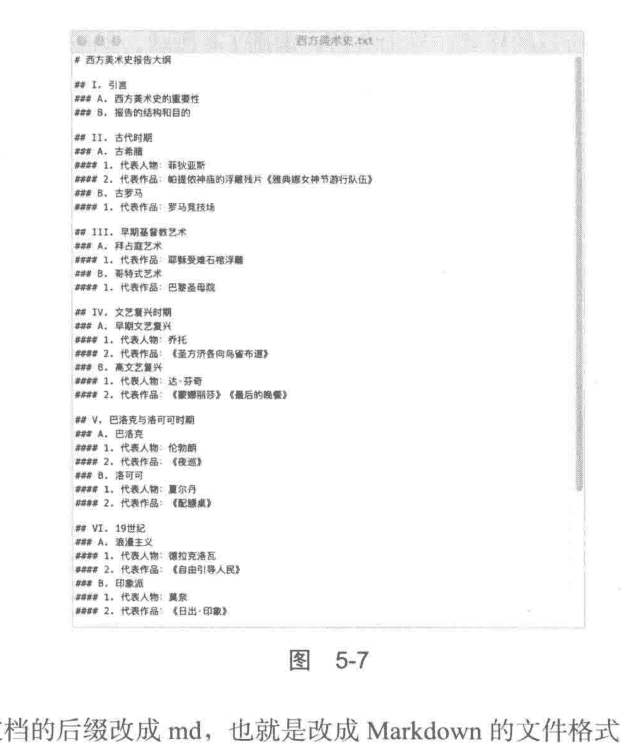 西方美术史.txt
# 西方美术史报告大纲
## I. 引言
### A. 西方美术史的重要性
### B. 报告的结构和目的
## II. 古代时期
### A. 古希腊
#### 1. 代表人物：菲狄亚斯
#### 2. 代表作品：帕提侬神庙的浮雕残片《雅典娜女神节游行队伍》
### B. 古罗马
#### 1. 代表作品：罗马竞技场
## III. 早期基督教艺术
### A. 拜占庭艺术
#### 1. 代表作品：耶稣受难石棺浮雕
### B. 哥特式艺术
#### 1. 代表作品：巴黎圣母院
## IV. 文艺复兴时期
### A. 早期文艺复兴
#### 1. 代表人物：乔托
#### 2. 代表作品：《圣方济各向鸟雀布道》
### B. 高文艺复兴
#### 1. 代表人物：达·芬奇
#### 2. 代表作品：《蒙娜丽莎》《最后的晚餐》
## V. 巴洛克与洛可可时期
### A. 巴洛克
#### 1. 代表人物：伦勃朗
#### 2. 代表作品：《夜巡》
### B. 洛可可
#### 1. 代表人物：夏尔丹
#### 2. 代表作品：《配膳桌》
## VI. 19世纪
### A. 浪漫主义
#### 1. 代表人物：德拉克洛瓦
#### 2. 代表作品：《自由引导人民》
### B. 印象派
#### 1. 代表人物：莫奈
#### 2. 代表作品：《日出·印象》
图 5-7
文档的后缀改成 md，也就是改成 Markdown 的文件格式